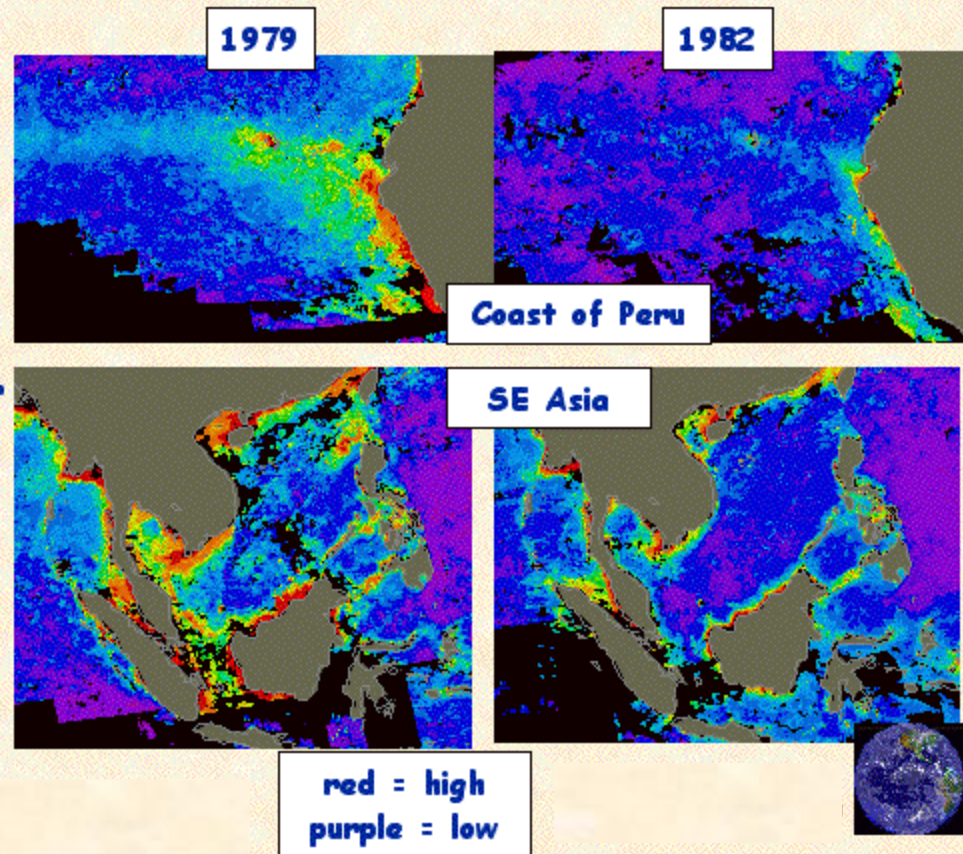 1979
1982
Coast of Peru
SE Asia
red = high
purple = low